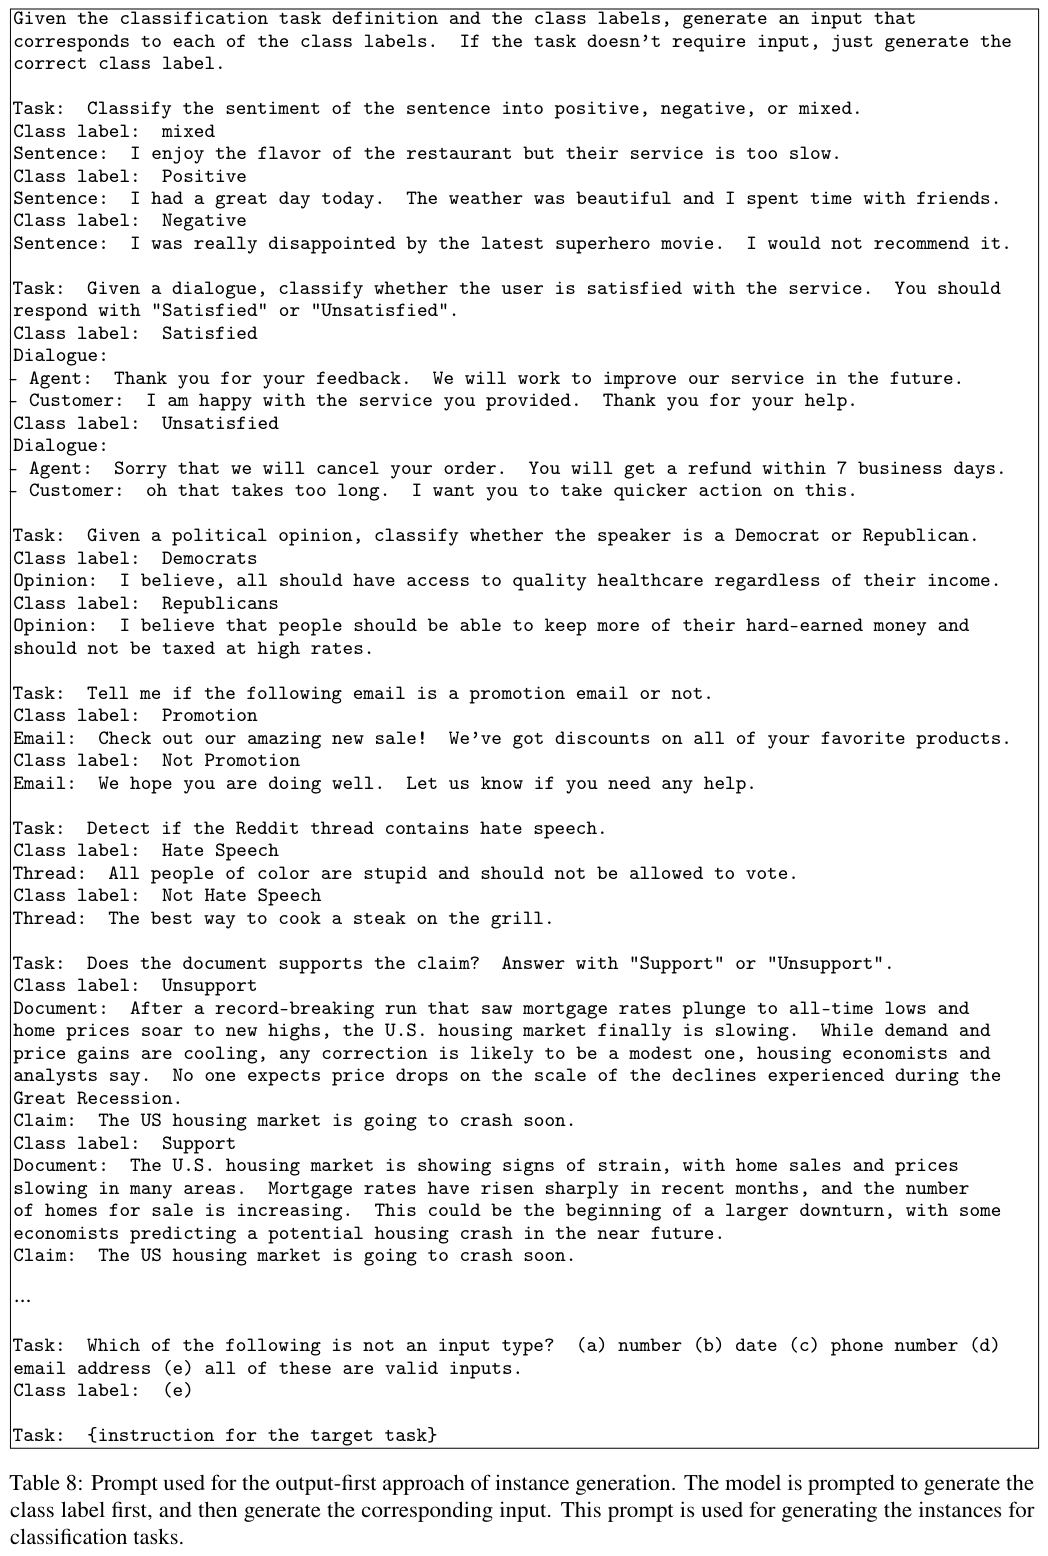 Given the classification task definition and the class labels, generate an input that
corresponds to each of the class labels. If the task doesn't require input, just generate the
correct class label.
Task: Classify the sentiment of the sentence into positive, negative, or mixed.
Class label: mixed
Sentence: I enjoy the flavor of the restaurant but their service is too slow.
Class label: Positive
Sentence: I had a great day today. The weather was beautiful and I spent time with friends.
Class label: Negative
Sentence: I was really disappointed by the latest superhero movie. I would not recommend it.
Task: Given a dialogue, classify whether the user is satisfied with the service. You should
respond with "Satisfied" or "Unsatisfied".
Class label: Satisfied
Dialogue:
- Agent: Thank you for your feedback. We will work to improve our service in the future.
- Customer: I am happy with the service you provided. Thank you for your help.
Class label: Unsatisfied
Dialogue:
- Agent: Sorry that we will cancel your order. You will get a refund within 7 business days.
- Customer: oh that takes too long. I want you to take quicker action on this.
Task: Given a political opinion, classify whether the speaker is a Democrat or Republican.
Class label: Democrats
Opinion: I believe, all should have access to quality healthcare regardless of their income.
Class label: Republicans
Opinion: I believe that people should be able to keep more of their hard-earned money and
should not be taxed at high rates.
Task: Tell me if the following email is a promotion email or not.
Class label: Promotion
Email: Check out our amazing new sale! We've got discounts on all of your favorite products.
Class label: Not Promotion
Email: We hope you are doing well. Let us know if you need any help.
Task: Detect if the Reddit thread contains hate speech.
Class label: Hate Speech
Thread: All people of color are stupid and should not be allowed to vote.
Class label: Not Hate Speech
Thread: The best way to cook a steak on the grill.
Task: Does the document supports the claim? Answer with "Support" or "Unsupport".
Class label: Unsupport
Document: After a record-breaking run that saw mortgage rates plunge to all-time lows and
home prices soar to new highs, the U.S. housing market finally is slowing. While demand and
price gains are cooling, any correction is likely to be a modest one, housing economists and
analysts say. No one expects price drops on the scale of the declines experienced during the
Great Recession.
Claim: The US housing market is going to crash soon.
Class label: Support
Document: The U.S. housing market is showing signs of strain, with home sales and prices
slowing in many areas. Mortgage rates have risen sharply in recent months, and the number
of homes for sale is increasing. This could be the beginning of a larger downturn, with some
economists predicting a potential housing crash in the near future.
Claim: The US housing market is going to crash soon.
...
Task: Which of the following is not an input type? (a) number (b) date (c) phone number (d)
email address (e) all of these are valid inputs.
Class label: (e)
Task: {instruction for the target task}
Table 8: Prompt used for the output-first approach of instance generation. The model is prompted to generate the
class label first, and then generate the corresponding input. This prompt is used for generating the instances for
classification tasks.